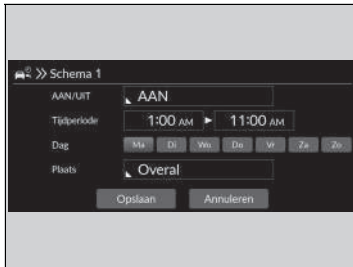 Schema 1
AAN/UIT AAN
Tijdperiode 1:00 AM 11:00 AM
Dag Ma Di Wo Do Vr Za Zo
Plaats Overal
Opslaan Annuleren